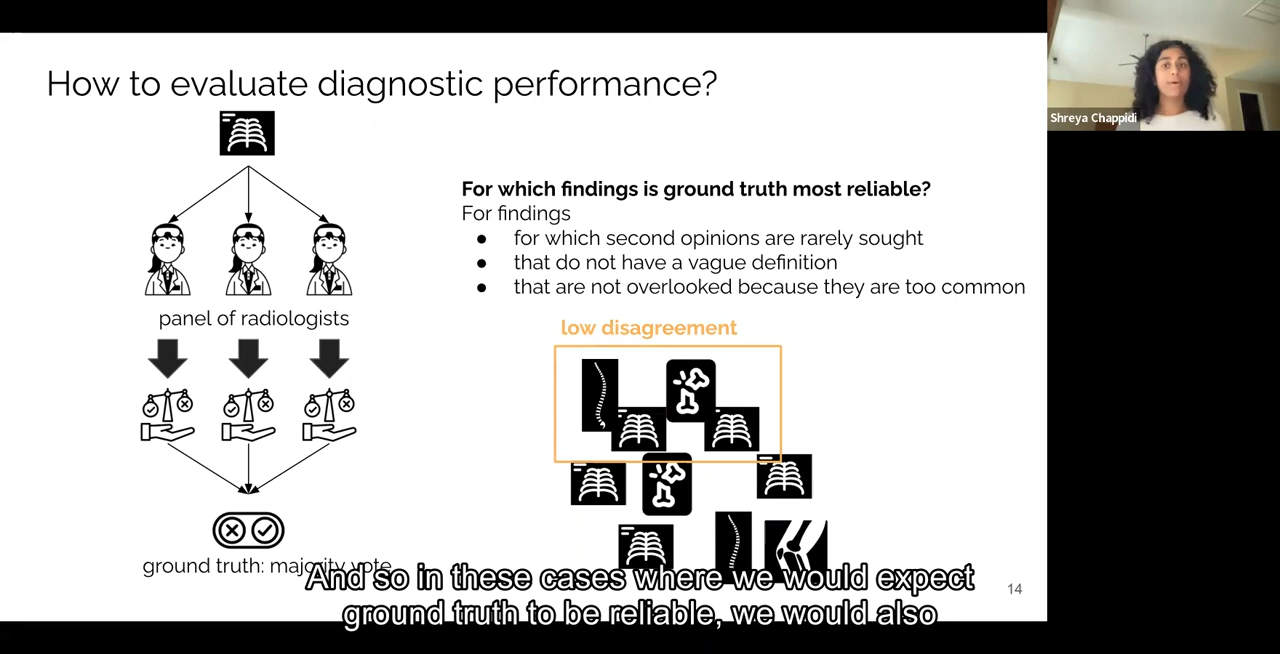 How to evaluate diagnostic performance?
Shreya Chappidi
For which findings is ground truth most reliable?
For findings
● for which second opinions are rarely sought
● that do not have a vague definition
● that are not overlooked because they are too common
panel of radiologists
low disagreement
ground truth: majority vote
And so in these cases where we would expect
ground truth to be reliable, we would also
14